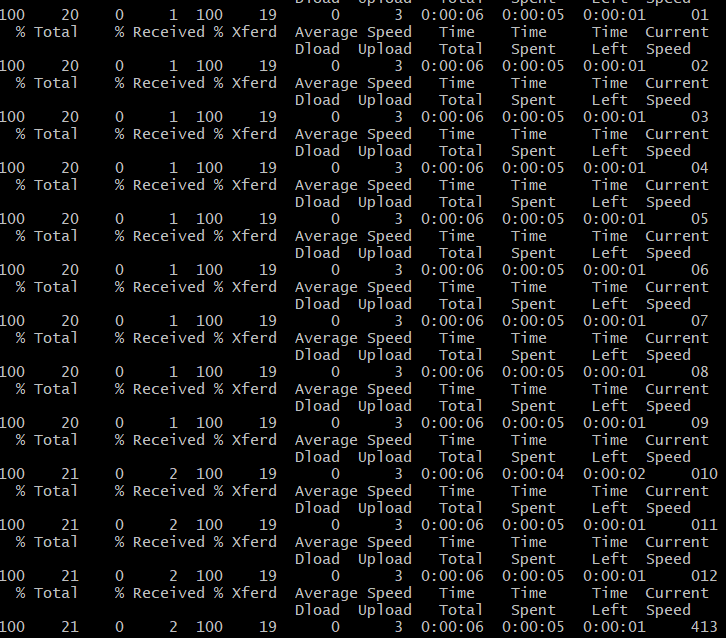 Dload Upload Total Spent Left Speed
100 20 0 1 100 19 0 3 0:00:06 0:00:05 0:00:01 01
% Total % Received % Xferd Average Speed Time Time Time Current
Dload Upload Total Spent Left Speed
100 20 0 1 100 19 0 3 0:00:06 0:00:05 0:00:01 02
% Total % Received % Xferd Average Speed Time Time Time Current
Dload Upload Total Spent Left Speed
100 20 0 1 100 19 0 3 0:00:06 0:00:05 0:00:01 03
% Total % Received % Xferd Average Speed Time Time Time Current
Dload Upload Total Spent Left Speed
100 20 0 1 100 19 0 3 0:00:06 0:00:05 0:00:01 04
% Total % Received % Xferd Average Speed Time Time Time Current
Dload Upload Total Spent Left Speed
100 20 0 1 100 19 0 3 0:00:06 0:00:05 0:00:01 05
% Total % Received % Xferd Average Speed Time Time Time Current
Dload Upload Total Spent Left Speed
100 20 0 1 100 19 0 3 0:00:06 0:00:05 0:00:01 06
% Total % Received % Xferd Average Speed Time Time Time Current
Dload Upload Total Spent Left Speed
100 20 0 1 100 19 0 3 0:00:06 0:00:05 0:00:01 07
% Total % Received % Xferd Average Speed Time Time Time Current
Dload Upload Total Spent Left Speed
100 20 0 1 100 19 0 3 0:00:06 0:00:05 0:00:01 08
% Total % Received % Xferd Average Speed Time Time Time Current
Dload Upload Total Spent Left Speed
100 20 0 1 100 19 0 3 0:00:06 0:00:05 0:00:01 09
% Total % Received % Xferd Average Speed Time Time Time Current
Dload Upload Total Spent Left Speed
100 21 0 2 100 19 0 3 0:00:06 0:00:04 0:00:02 010
% Total % Received % Xferd Average Speed Time Time Time Current
Dload Upload Total Spent Left Speed
100 21 0 2 100 19 0 3 0:00:06 0:00:05 0:00:01 011
% Total % Received % Xferd Average Speed Time Time Time Current
Dload Upload Total Spent Left Speed
100 21 0 2 100 19 0 3 0:00:06 0:00:05 0:00:01 012
% Total % Received % Xferd Average Speed Time Time Time Current
Dload Upload Total Spent Left Speed
100 21 0 2 100 19 0 3 0:00:06 0:00:05 0:00:01 413